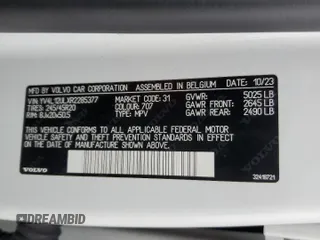 MFD BY VOLVO CAR CORPORATION ASSEMBLED IN BELGIUM 10/23
VIN: YV4L12ULXR2285377 MARKET CODE: 31 GVWR: 5025 LB
TIRES: 245/45R20 COLOUR: 707 GAWR FRONT: 2645 LB
RIM: 8Jx20x50.5 TYPE: MPV GAWR REAR: 2490 LB
THIS VEHICLE CONFORMS TO ALL APPLICABLE FEDERAL MOTOR VEHICLE
SAFETY AND THEFT PREVENTION STANDARDS IN EFFECT ON THE DATE
OF MANUFACTURE SHOWN ABOVE
VOLVO 32418721
DREAMBID